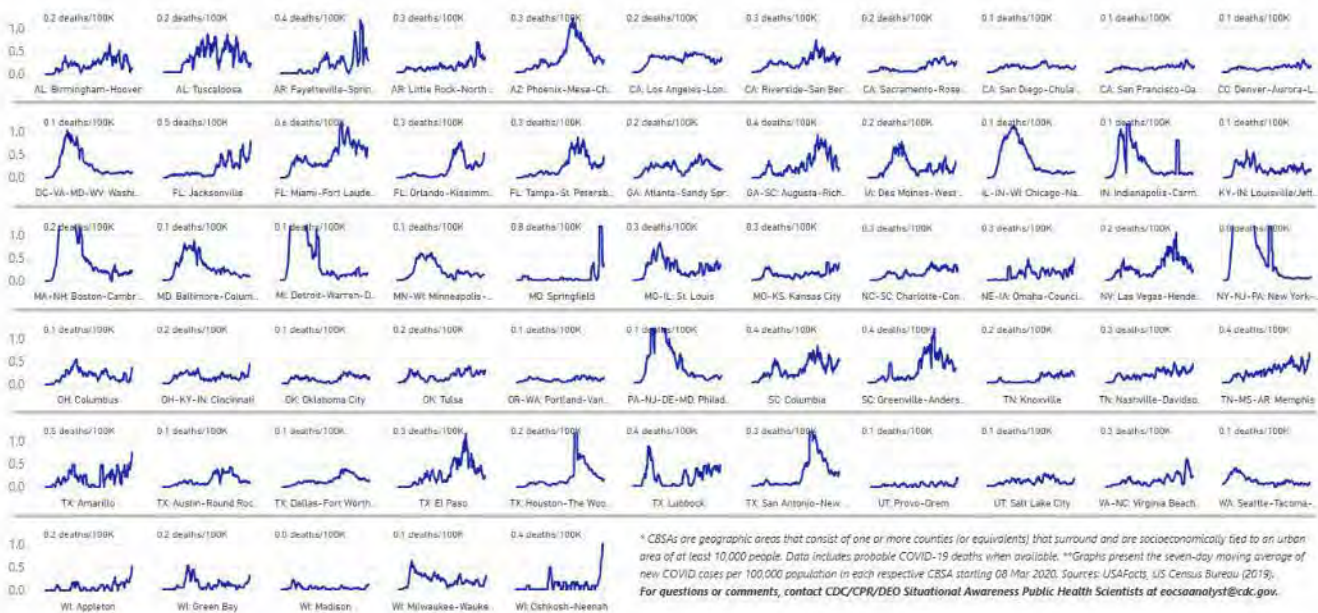 0.2 deaths/100K 0.2 deaths/100K 0.4 deaths/100K 0.3 deaths/100K 0.3 deaths/100K 0.2 deaths/100K 0.2 deaths/100K 0.2 deaths/100K 0.1 deaths/100K 0.1 deaths/100K 0.1 deaths/100K
1.0
0.5
0.0
AL: Birmingham-Hoover AL: Tuscaloosa AR: Fayetteville-Sprin... AR: Little Rock-North ... AZ: Phoenix-Mesa-Ch... CA: Los Angeles-Lon... CA: Riverside-San Ber... CA: Sacramento-Rose... CA: San Diego-Chula ... CA: San Francisco-Oa... CO: Denver-Aurora-L...
0.1 deaths/100K 0.5 deaths/100K 0.6 deaths/100K 0.3 deaths/100K 0.3 deaths/100K 0.2 deaths/100K 0.4 deaths/100K 0.2 deaths/100K 0.1 deaths/100K 0.1 deaths/100K 0.1 deaths/100K
1.0
0.5
0.0
DC-VA-MD-WV: Washi... FL: Jacksonville FL: Miami-Fort Laude... FL: Orlando-Kissimm... FL: Tampa-St. Petersb... GA: Atlanta-Sandy Spr... GA-SC: Augusta-Rich... IA: Des Moines-West ... IL-IN-WI: Chicago-Na... IN: Indianapolis-Carm... KY-IN: Louisville/Jeff...
0.2 deaths/100K 0.1 deaths/100K 0.1 deaths/100K 0.1 deaths/100K 0.8 deaths/100K 0.3 deaths/100K 0.3 deaths/100K 0.3 deaths/100K 0.3 deaths/100K 0.2 deaths/100K 0.0 deaths/100K
1.0
0.5
0.0
MA-NH: Boston-Cambr... MD: Baltimore-Colum... MI: Detroit-Warren-D... MN-WI: Minneapolis-... MO: Springfield MO-IL: St. Louis MO-KS: Kansas City NC-SC: Charlotte-Con... NE-IA: Omaha-Counci... NV: Las Vegas-Hende... NY-NJ-PA: New York-...
0.1 deaths/100K 0.2 deaths/100K 0.1 deaths/100K 0.2 deaths/100K 0.1 deaths/100K 0.1 deaths/100K 0.4 deaths/100K 0.4 deaths/100K 0.2 deaths/100K 0.3 deaths/100K 0.4 deaths/100K
1.0
0.5
0.0
OH: Columbus OH-KY-IN: Cincinnati OK: Oklahoma City OK: Tulsa OR-WA: Portland-Van... PA-NJ-DE-MD: Philad... SC: Columbia SC: Greenville-Anders... TN: Knoxville TN: Nashville-Davidso... TN-MS-AR: Memphis
0.5 deaths/100K 0.1 deaths/100K 0.1 deaths/100K 0.3 deaths/100K 0.2 deaths/100K 0.4 deaths/100K 0.3 deaths/100K 0.1 deaths/100K 0.1 deaths/100K 0.3 deaths/100K 0.1 deaths/100K
1.0
0.5
0.0
TX: Amarillo TX: Austin-Round Roc... TX: Dallas-Fort Worth... TX: El Paso TX: Houston-The Woo... TX: Lubbock TX: San Antonio-New ... UT: Provo-Orem UT: Salt Lake City VA-NC: Virginia Beach... WA: Seattle-Tacoma-...
0.2 deaths/100K 0.2 deaths/100K 0.0 deaths/100K 0.1 deaths/100K 0.4 deaths/100K
1.0
0.5
0.0
WI: Appleton WI: Green Bay WI: Madison WI: Milwaukee-Wauke... WI: Oshkosh-Neenah
* CBSAs are geographic areas that consist of one or more counties (or equivalents) that surround and are socioeconomically tied to an urban
area of at least 10,000 people. Data includes probable COVID-19 deaths when available. **Graphs present the seven-day moving average of
new COVID cases per 100,000 population in each respective CBSA starting 08 Mar 2020. Sources: USAFacts, US Census Bureau (2019).
For questions or comments, contact CDC/CPR/DEO Situational Awareness Public Health Scientists at eocsaanalyst@cdc.gov.